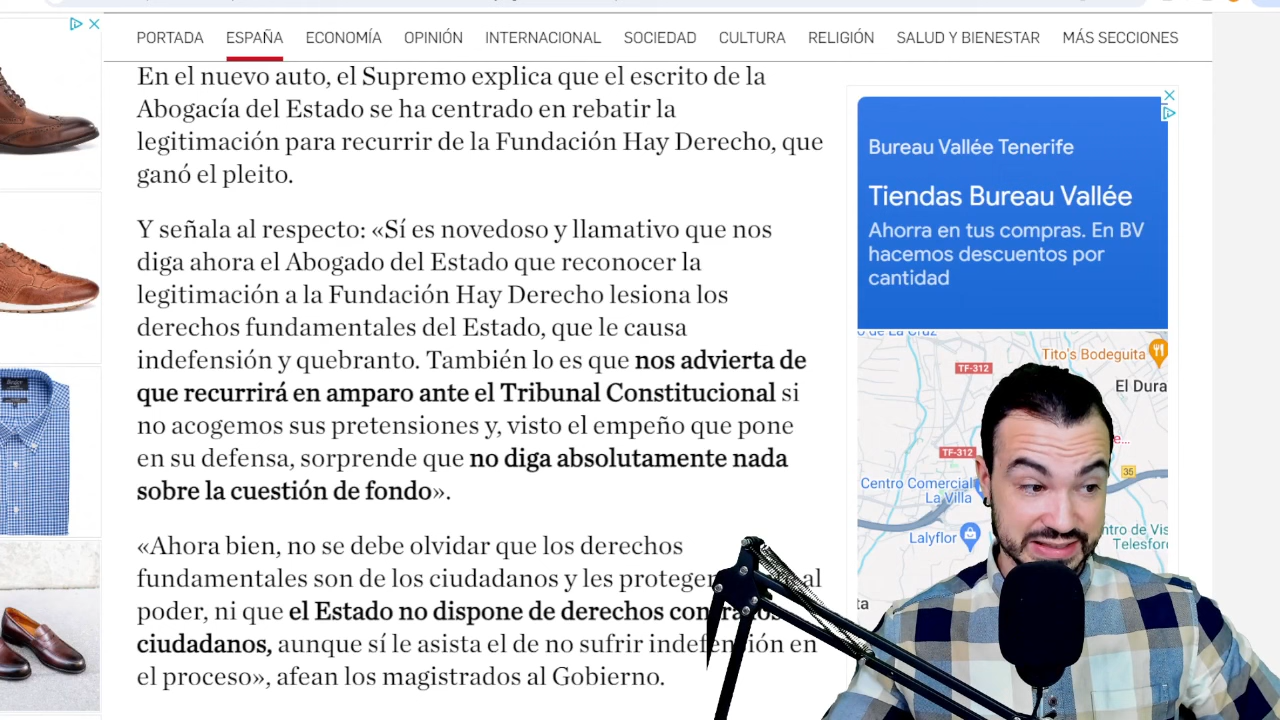 PORTADA ESPAÑA ECONOMÍA OPINIÓN INTERNACIONAL SOCIEDAD CULTURA RELIGIÓN SALUD Y BIENESTAR MÁS SECCIONES
En el nuevo auto, el Supremo explica que el escrito de la
Abogacía del Estado se ha centrado en rebatir la
legitimación para recurrir de la Fundación Hay Derecho, que
ganó el pleito.
Y señala al respecto: «Sí es novedoso y llamativo que nos
diga ahora el Abogado del Estado que reconocer la
legitimación a la Fundación Hay Derecho lesiona los
derechos fundamentales del Estado, que le causa
indefensión y quebranto. También lo es que nos advierta de
que recurrirá en amparo ante el Tribunal Constitucional si
no acogemos sus pretensiones y, visto el empeño que pone
en su defensa, sorprende que no diga absolutamente nada
sobre la cuestión de fondo».
«Ahora bien, no se debe olvidar que los derechos
fundamentales son de los ciudadanos y les protegen al
poder, ni que el Estado no dispone de derechos contra los
ciudadanos, aunque sí le asista el de no sufrir indefensión en
el proceso», afean los magistrados al Gobierno.
Bureau Vallée Tenerife
Tiendas Bureau Vallée
Ahorra en tus compras. En BV
hacemos descuentos por
cantidad
Tito's Bodeguita
TF-312
El Dura
TF-312
35
Centro Comercial
La Villa
Lalyflor
ntro de Vis
Telesfor